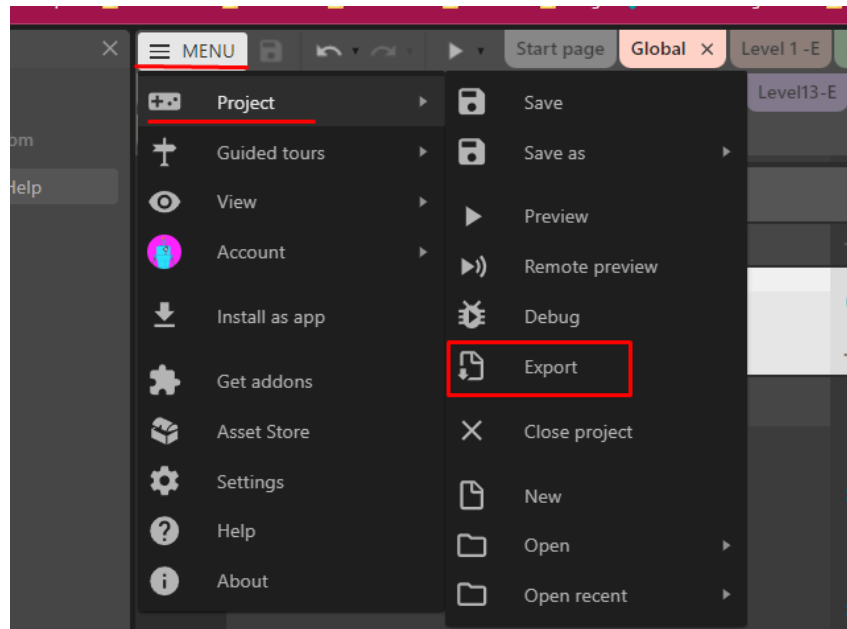 MENU
Start page
Global
Level 1 -E
Level13-E
Project
Guided tours
View
Account
Install as app
Get addons
Asset Store
Settings
Help
About
Save
Save as
Preview
Remote preview
Debug
Export
Close project
New
Open
Open recent
om
Help